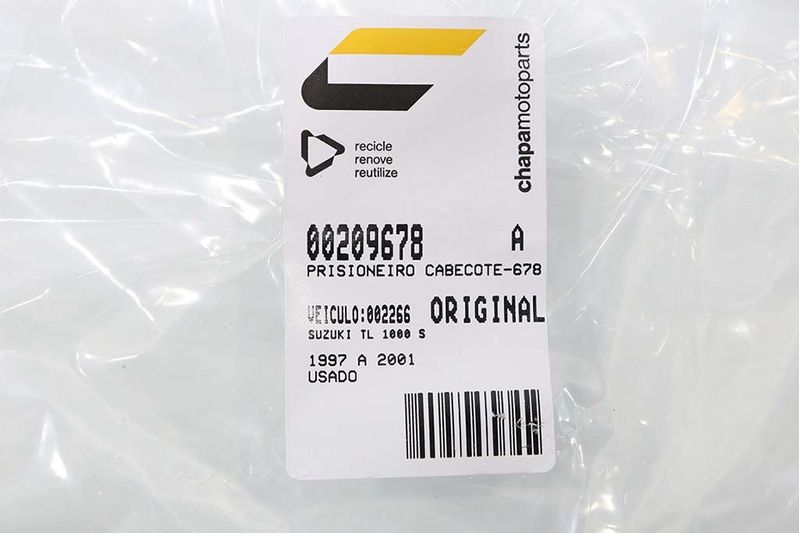 chapamotoparts
recicle
renove
reutilize
00209678 A
PRISIONEIRO CABECOTE-678
VEICULO:002266 ORIGINAL
SUZUKI TL 1000 S
1997 A 2001
USADO